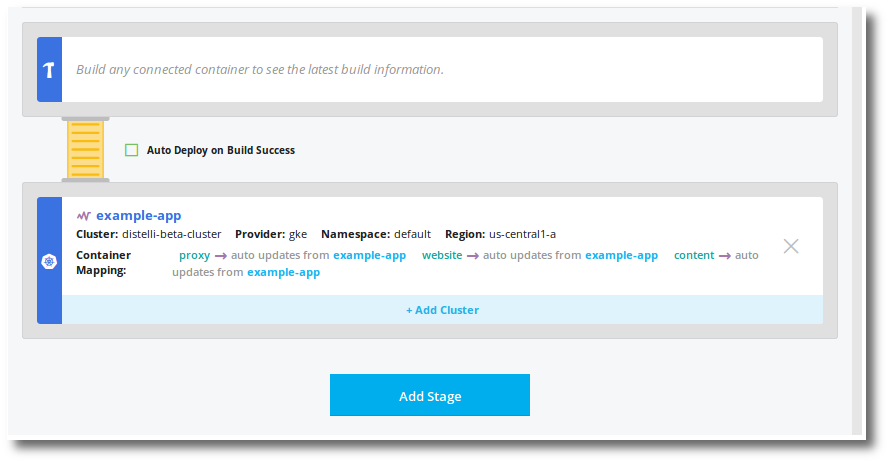 Build any connected container to see the latest build information.
Auto Deploy on Build Success
example-app
Cluster: distelli-beta-cluster Provider: gke Namespace: default Region: us-central1-a
Container Mapping: proxy → auto updates from example-app website → auto updates from example-app content → auto
updates from example-app
+ Add Cluster
Add Stage